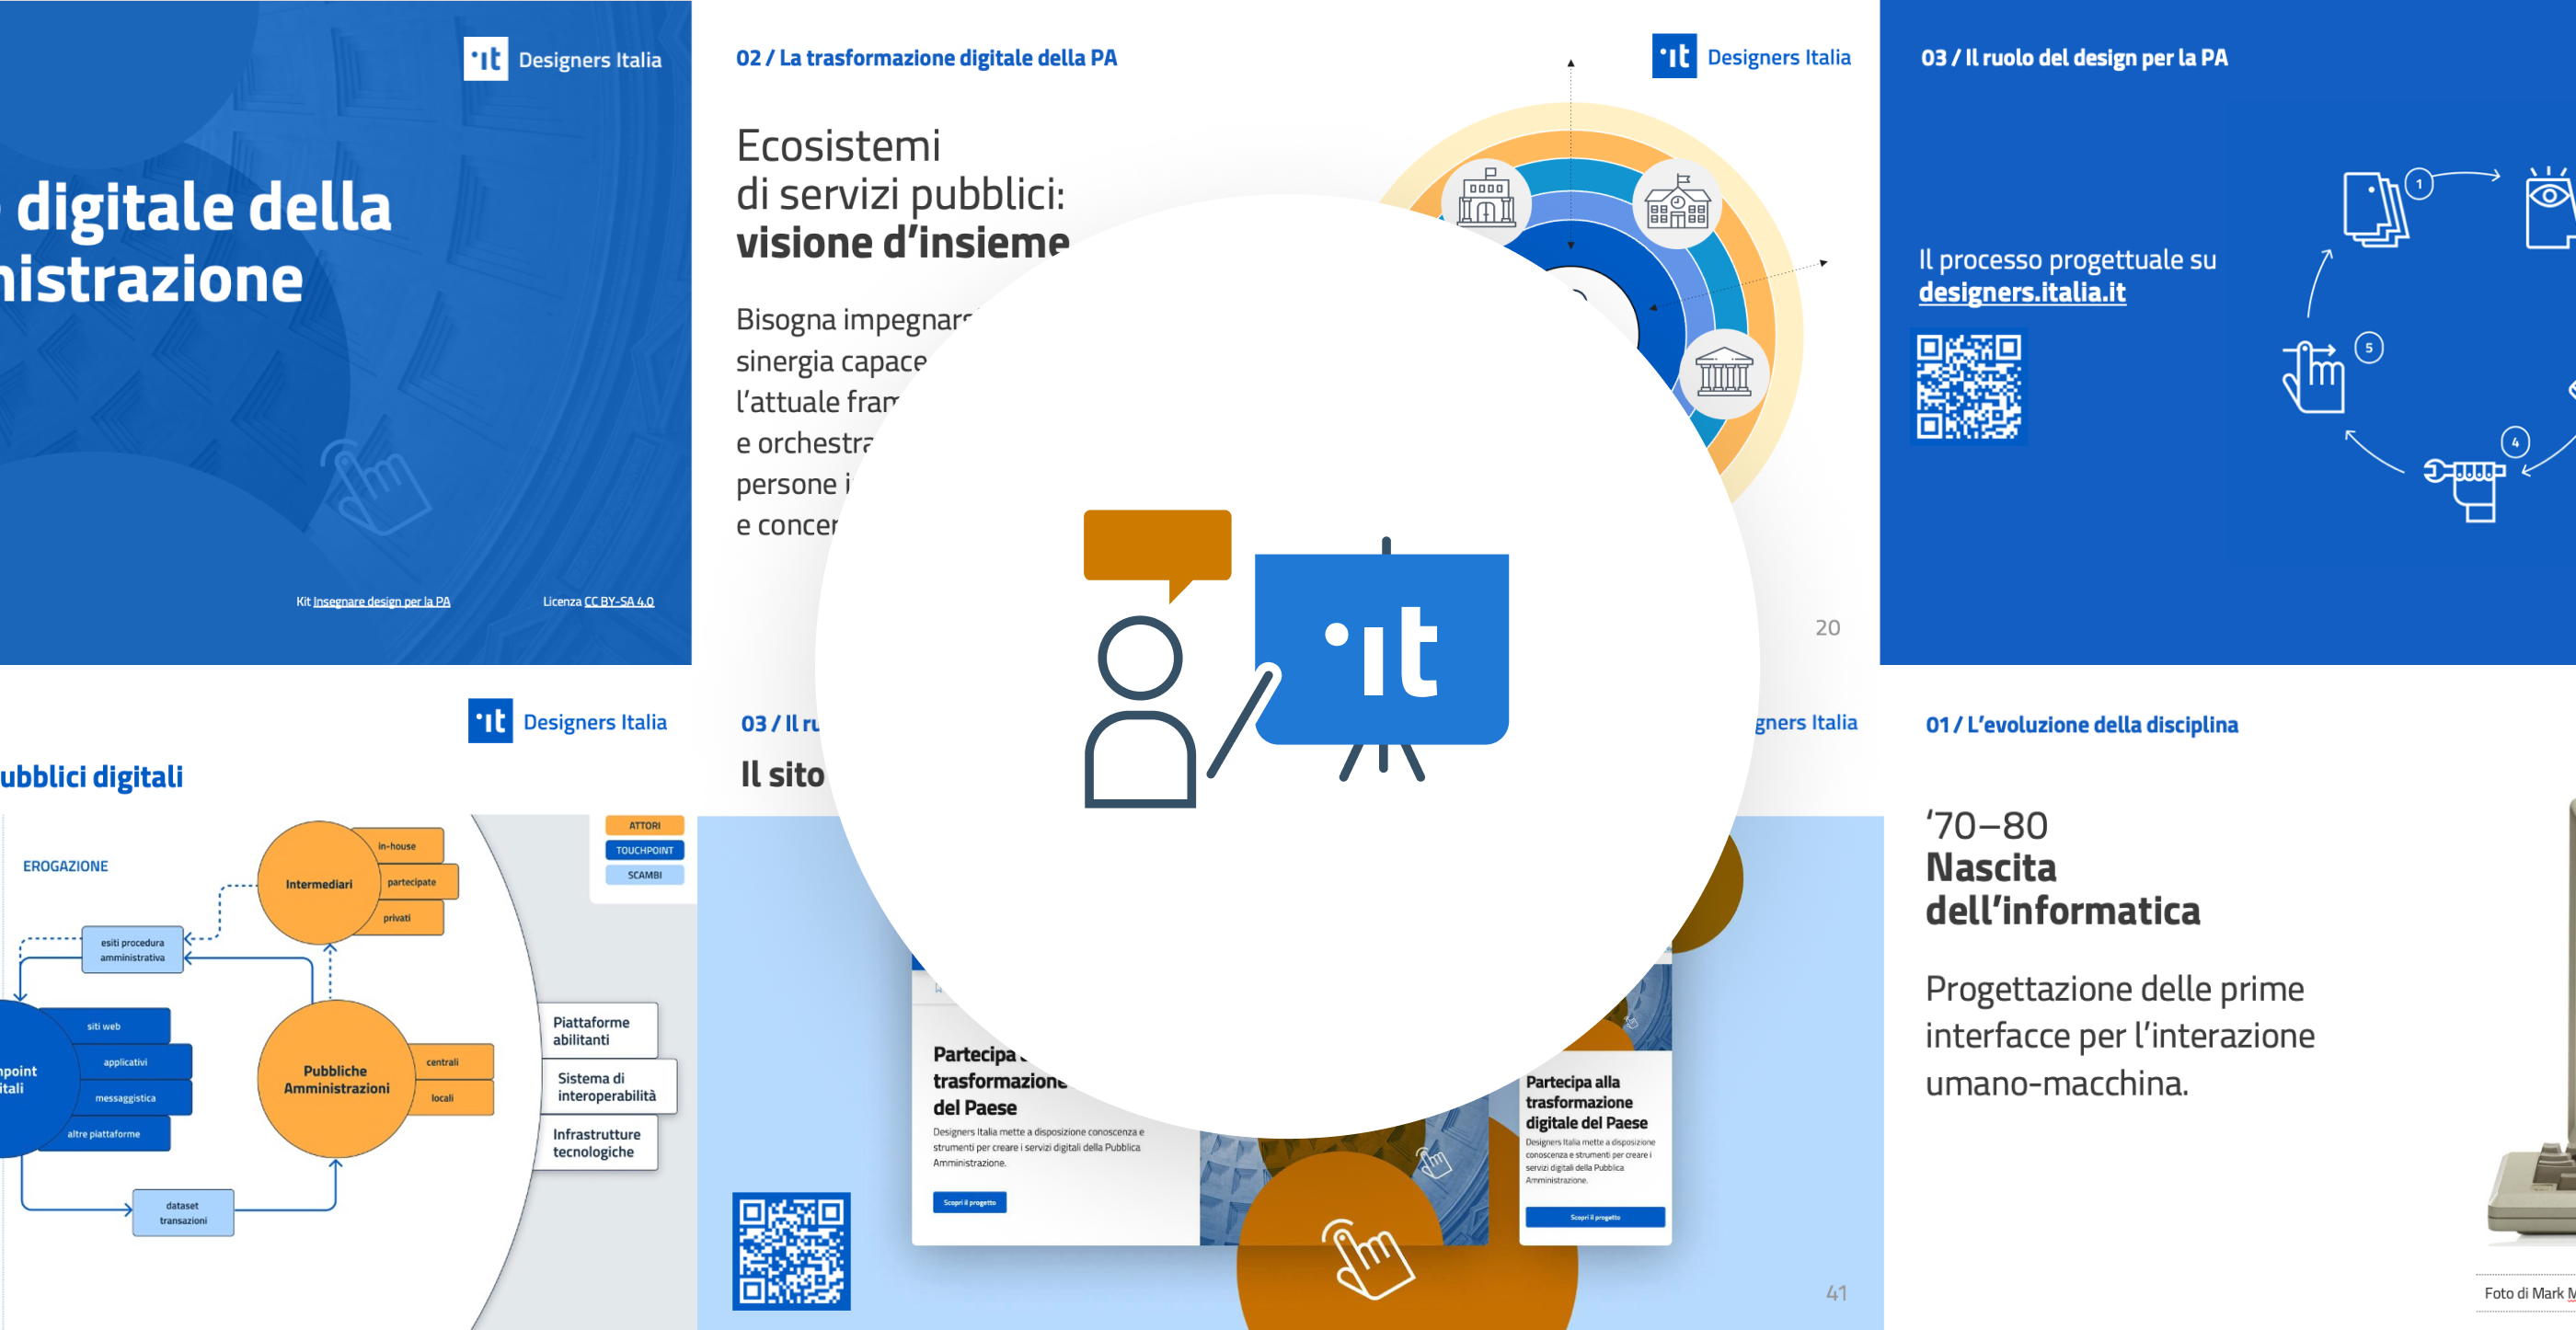 Designers Italia
digitale della
nistrazione
Kit Insegnare design per la PA
Licenza CC BY-SA 4.0
02 / La trasformazione digitale della PA
Designers Italia
Ecosistemi
di servizi pubblici:
visione d'insieme
Bisogna impegnars
sinergia capace
l'attuale fram
e orchestra
persone i
e concer
20
03 / Il ruolo del design per la PA
Il processo progettuale su
designers.italia.it
1
5
4
Designers Italia
ubblici digitali
EROGAZIONE
ATTORI
TOUCHPOINT
SCAMBI
Intermediari
in-house
partecipate
privati
esiti procedura
amministrativa
point
itali
siti web
applicativi
messaggistica
altre piattaforme
Pubbliche
Amministrazioni
centrali
locali
dataset
transazioni
Piattaforme
abilitanti
Sistema di
interoperabilità
Infrastrutture
tecnologiche
03 / Il ru
gners Italia
Il sito
it
Partecipa
trasformazione
del Paese
Designers Italia mette a disposizione conoscenza e
strumenti per creare i servizi digitali della Pubblica
Amministrazione.
Scopri il progetto
Partecipa alla
trasformazione
digitale del Paese
Designers Italia mette a disposizione
conoscenza e strumenti per creare i
servizi digitali della Pubblica
Amministrazione.
Scopri il progetto
41
01 / L'evoluzione della disciplina
'70–80
Nascita
dell'informatica
Progettazione delle prime
interfacce per l'interazione
umano-macchina.
Foto di Mark M